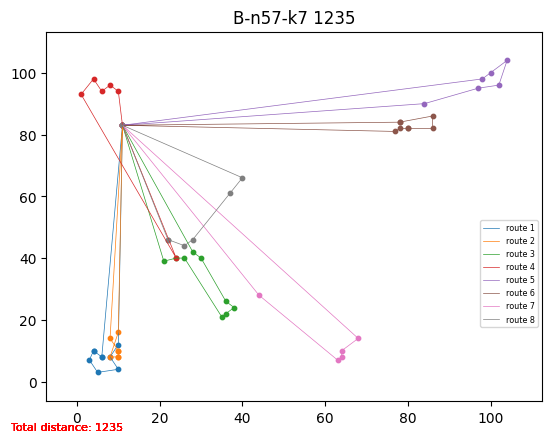 B-n57-k7 1235
100
80
60
40
20
0
route 1
route 2
route 3
route 4
route 5
route 6
route 7
route 8
0 20 40 60 80 100
Total distance: 1235